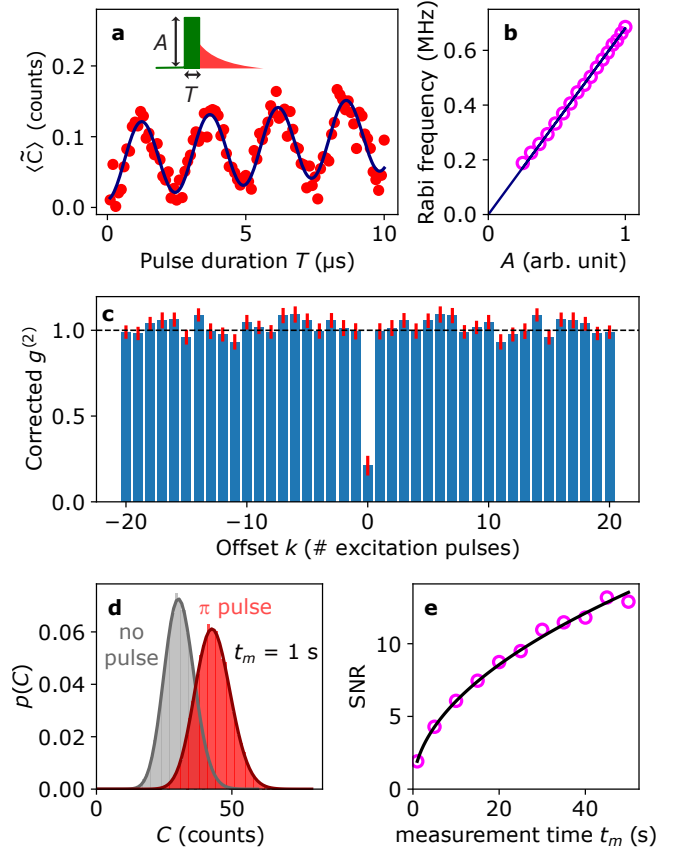 a
A
T
⟨C̃⟩ (counts)
0.2
0.1
0.0
0
5
10
Pulse duration T (μs)
b
Rabi frequency (MHz)
0.6
0.4
0.2
0.0
0
1
A (arb. unit)
c
Corrected g⁽²⁾
1.0
0.5
0.0
−20
−10
0
10
20
Offset k (# excitation pulses)
d
π pulse
no
pulse
tₘ = 1 s
p(C)
0.06
0.04
0.02
0.00
0
50
C (counts)
e
SNR
10
5
0
0
20
40
measurement time tₘ (s)